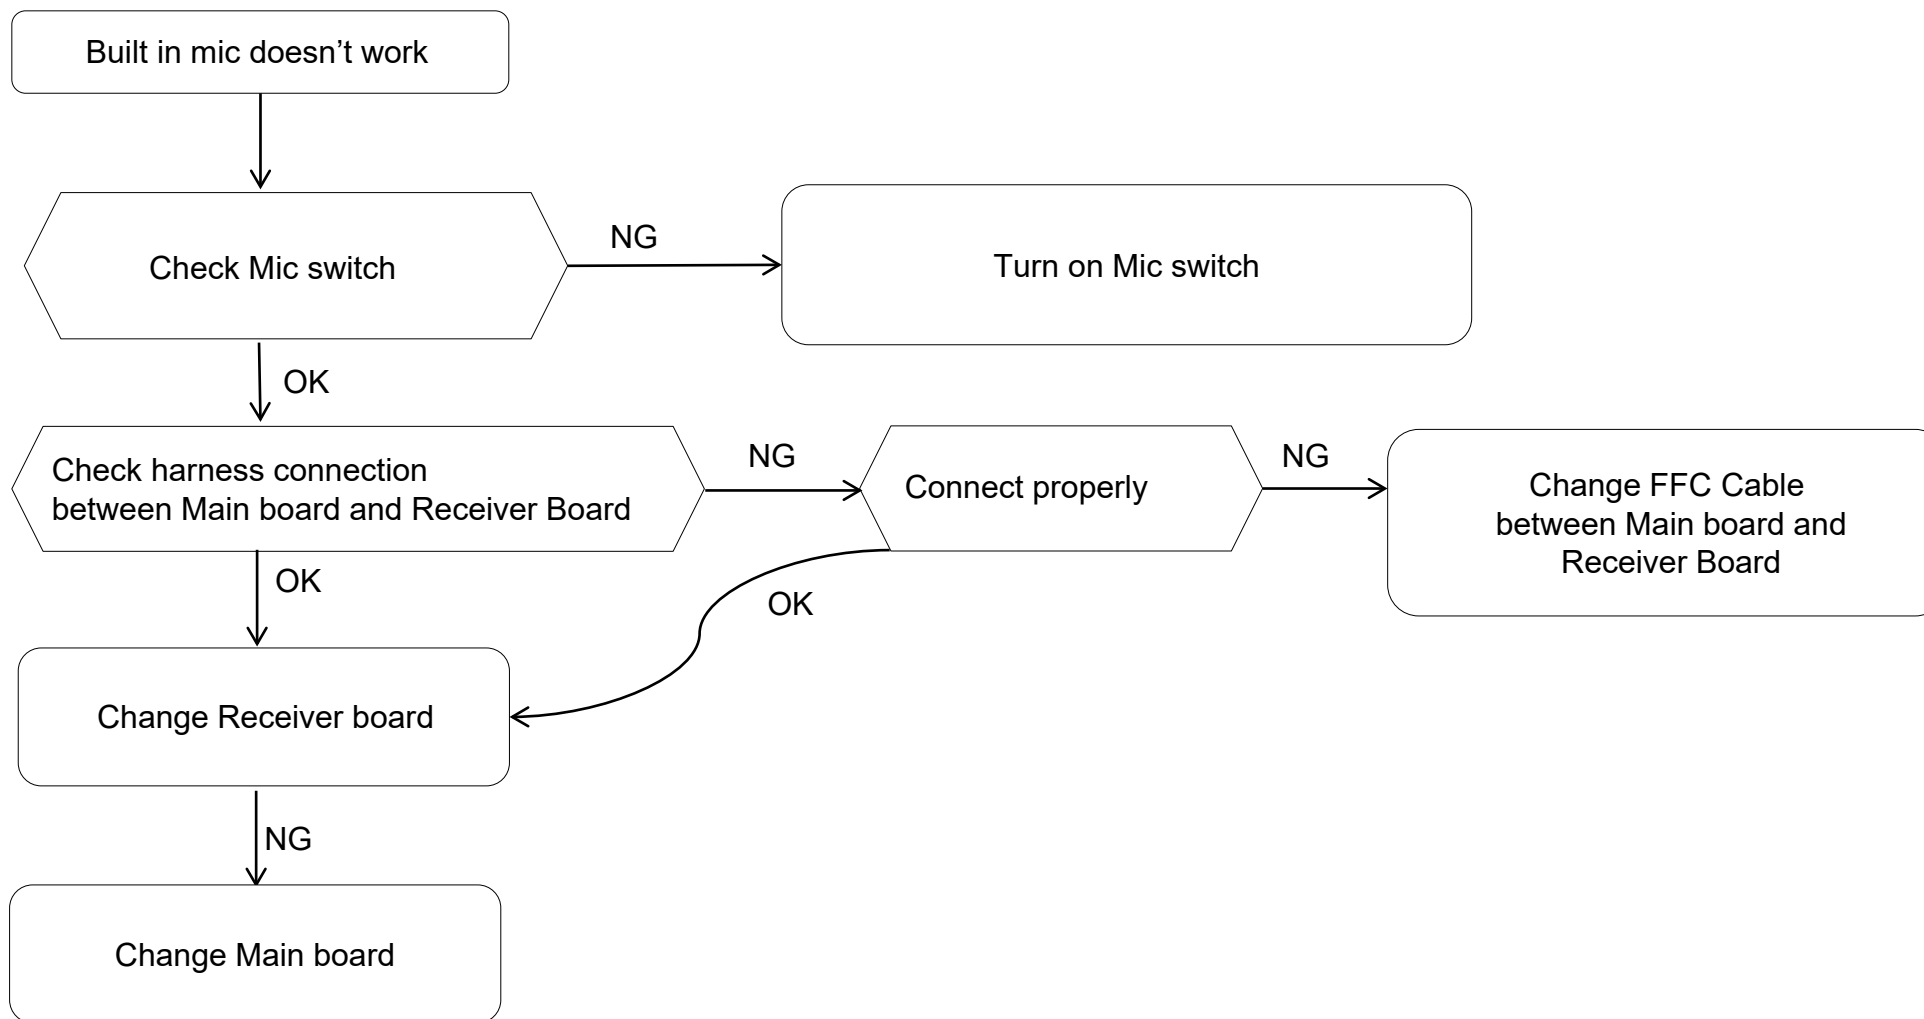 Built in mic doesn’t work
Check Mic switch
NG
Turn on Mic switch
OK
Check harness connection
between Main board and Receiver Board
NG
Connect properly
NG
Change FFC Cable
between Main board and
Receiver Board
OK
OK
Change Receiver board
NG
Change Main board